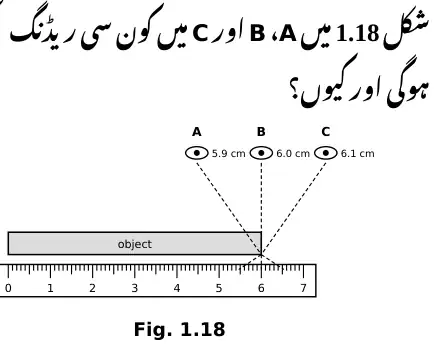 شکل 1.18 میں A، B اور C میں کون سی ریڈنگ
ہوگی اور کیوں؟
A B C
5.9 cm 6.0 cm 6.1 cm
object
0 1 2 3 4 5 6 7
Fig. 1.18